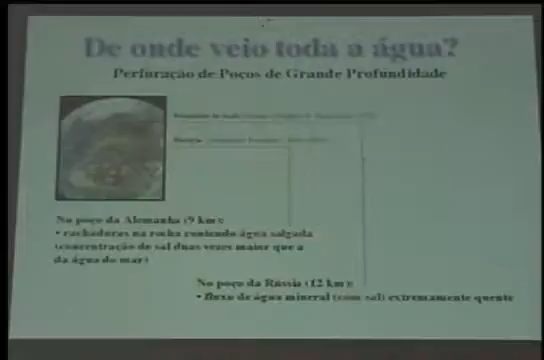 De onde veio toda a água?
Perfuração de Poços de Grande Profundidade
No poço da Alemanha (9 km):
• rachaduras na rocha contendo água salgada
(concentração de sal duas vezes maior que a
da água do mar)
No poço da Rússia (12 km):
• fluxo de água mineral (com sal) extremamente quente